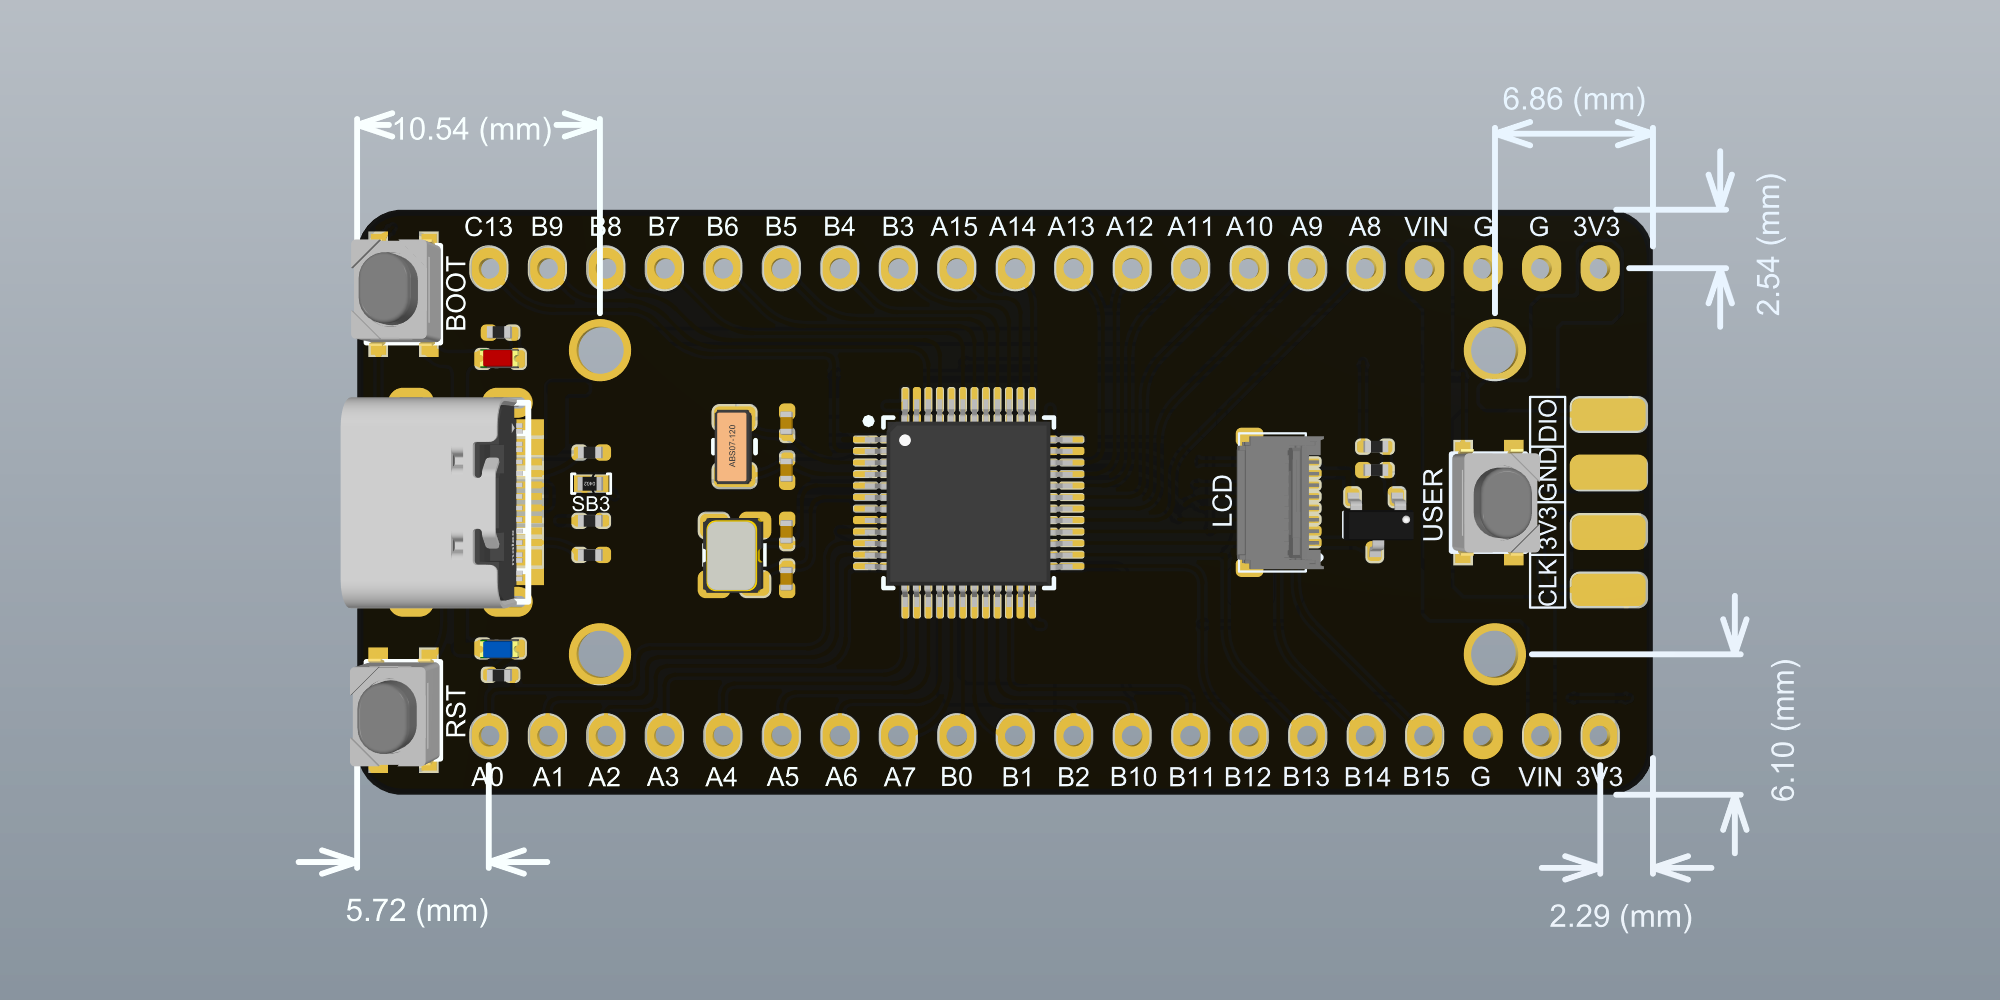 6.86 (mm)
10.54 (mm)
2.54 (mm)
C13 B9 B8 B7 B6 B5 B4 B3 A15 A14 A13 A12 A11 A10 A9 A8 VIN G G 3V3
BOOT
ABS07-120
SB3
LCD
USER
DIO
GND
3V3
CLK
RST
6.10 (mm)
A0 A1 A2 A3 A4 A5 A6 A7 B0 B1 B2 B10 B11 B12 B13 B14 B15 G VIN 3V3
5.72 (mm)
2.29 (mm)